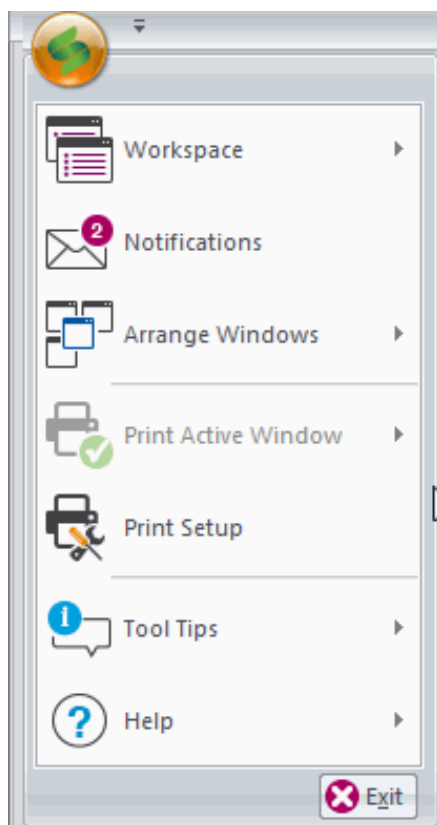 Workspace
2
Notifications
Arrange Windows
Print Active Window
Print Setup
i
Tool Tips
?
Help
Exit